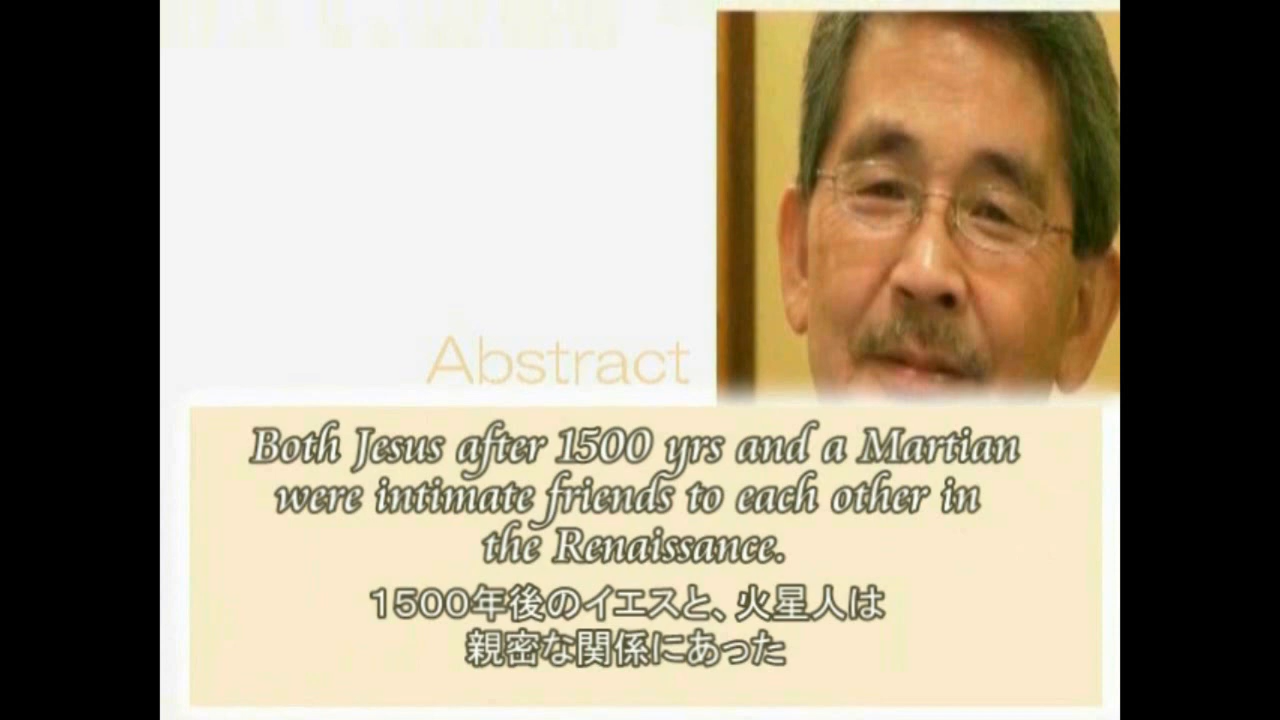 Abstract
Both Jesus after 1500 yrs and a Martian
were intimate friends to each other in
the Renaissance.
１５００年後のイエスと、火星人は
親密な関係にあった